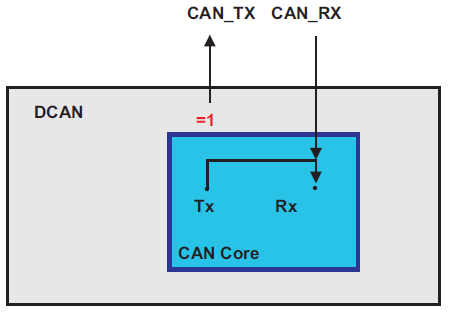 CAN_TX CAN_RX
DCAN
=1
Tx Rx
CAN Core